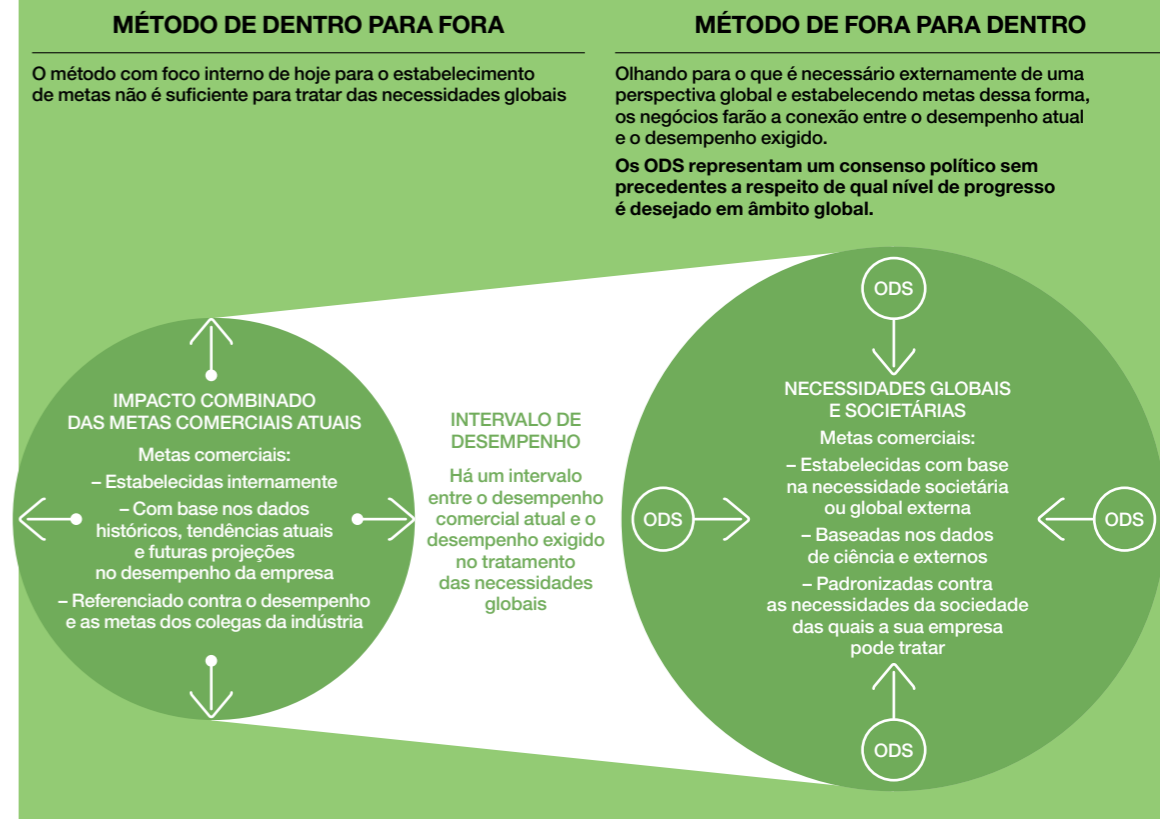 MÉTODO DE DENTRO PARA FORA
O método com foco interno de hoje para o estabelecimento
de metas não é suficiente para tratar das necessidades globais
MÉTODO DE FORA PARA DENTRO
Olhando para o que é necessário externamente de uma
perspectiva global e estabelecendo metas dessa forma,
os negócios farão a conexão entre o desempenho atual
e o desempenho exigido.
Os ODS representam um consenso político sem
precedentes a respeito de qual nível de progresso
é desejado em âmbito global.
IMPACTO COMBINADO
DAS METAS COMERCIAIS ATUAIS
Metas comerciais:
– Estabelecidas internamente
– Com base nos dados
históricos, tendências atuais
e futuras projeções
no desempenho da empresa
– Referenciado contra o desempenho
e as metas dos colegas da indústria
INTERVALO DE
DESEMPENHO
Há um intervalo
entre o desempenho
comercial atual e o
desempenho exigido
no tratamento
das necessidades
globais
ODS
NECESSIDADES GLOBAIS
E SOCIETÁRIAS
Metas comerciais:
– Estabelecidas com base
na necessidade societária
ou global externa
– Baseadas nos dados
de ciência e externos
– Padronizadas contra
as necessidades da sociedade
das quais a sua empresa
pode tratar
ODS
ODS
ODS